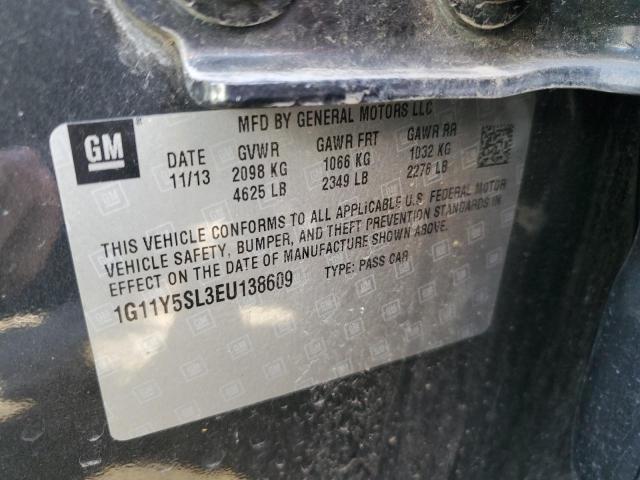 MFD BY GENERAL MOTORS LLC
GM
DATE GVWR GAWR FRT GAWR RR
11/13 2098 KG 1066 KG 1032 KG
4625 LB 2349 LB 2276 LB
THIS VEHICLE CONFORMS TO ALL APPLICABLE U.S. FEDERAL MOTOR
VEHICLE SAFETY, BUMPER, AND THEFT PREVENTION STANDARDS IN
EFFECT ON THE DATE OF MANUFACTURE SHOWN ABOVE.
1G11Y5SL3EU138609 TYPE: PASS CAR